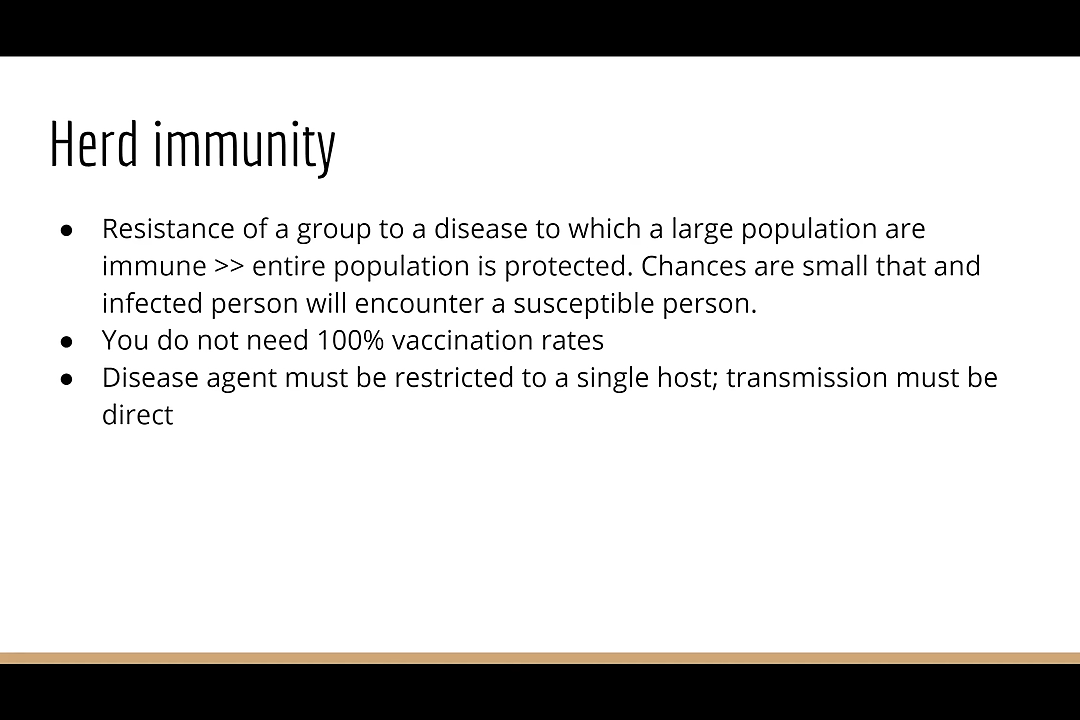 Herd immunity
● Resistance of a group to a disease to which a large population are
immune >> entire population is protected. Chances are small that and
infected person will encounter a susceptible person.
● You do not need 100% vaccination rates
● Disease agent must be restricted to a single host; transmission must be
direct